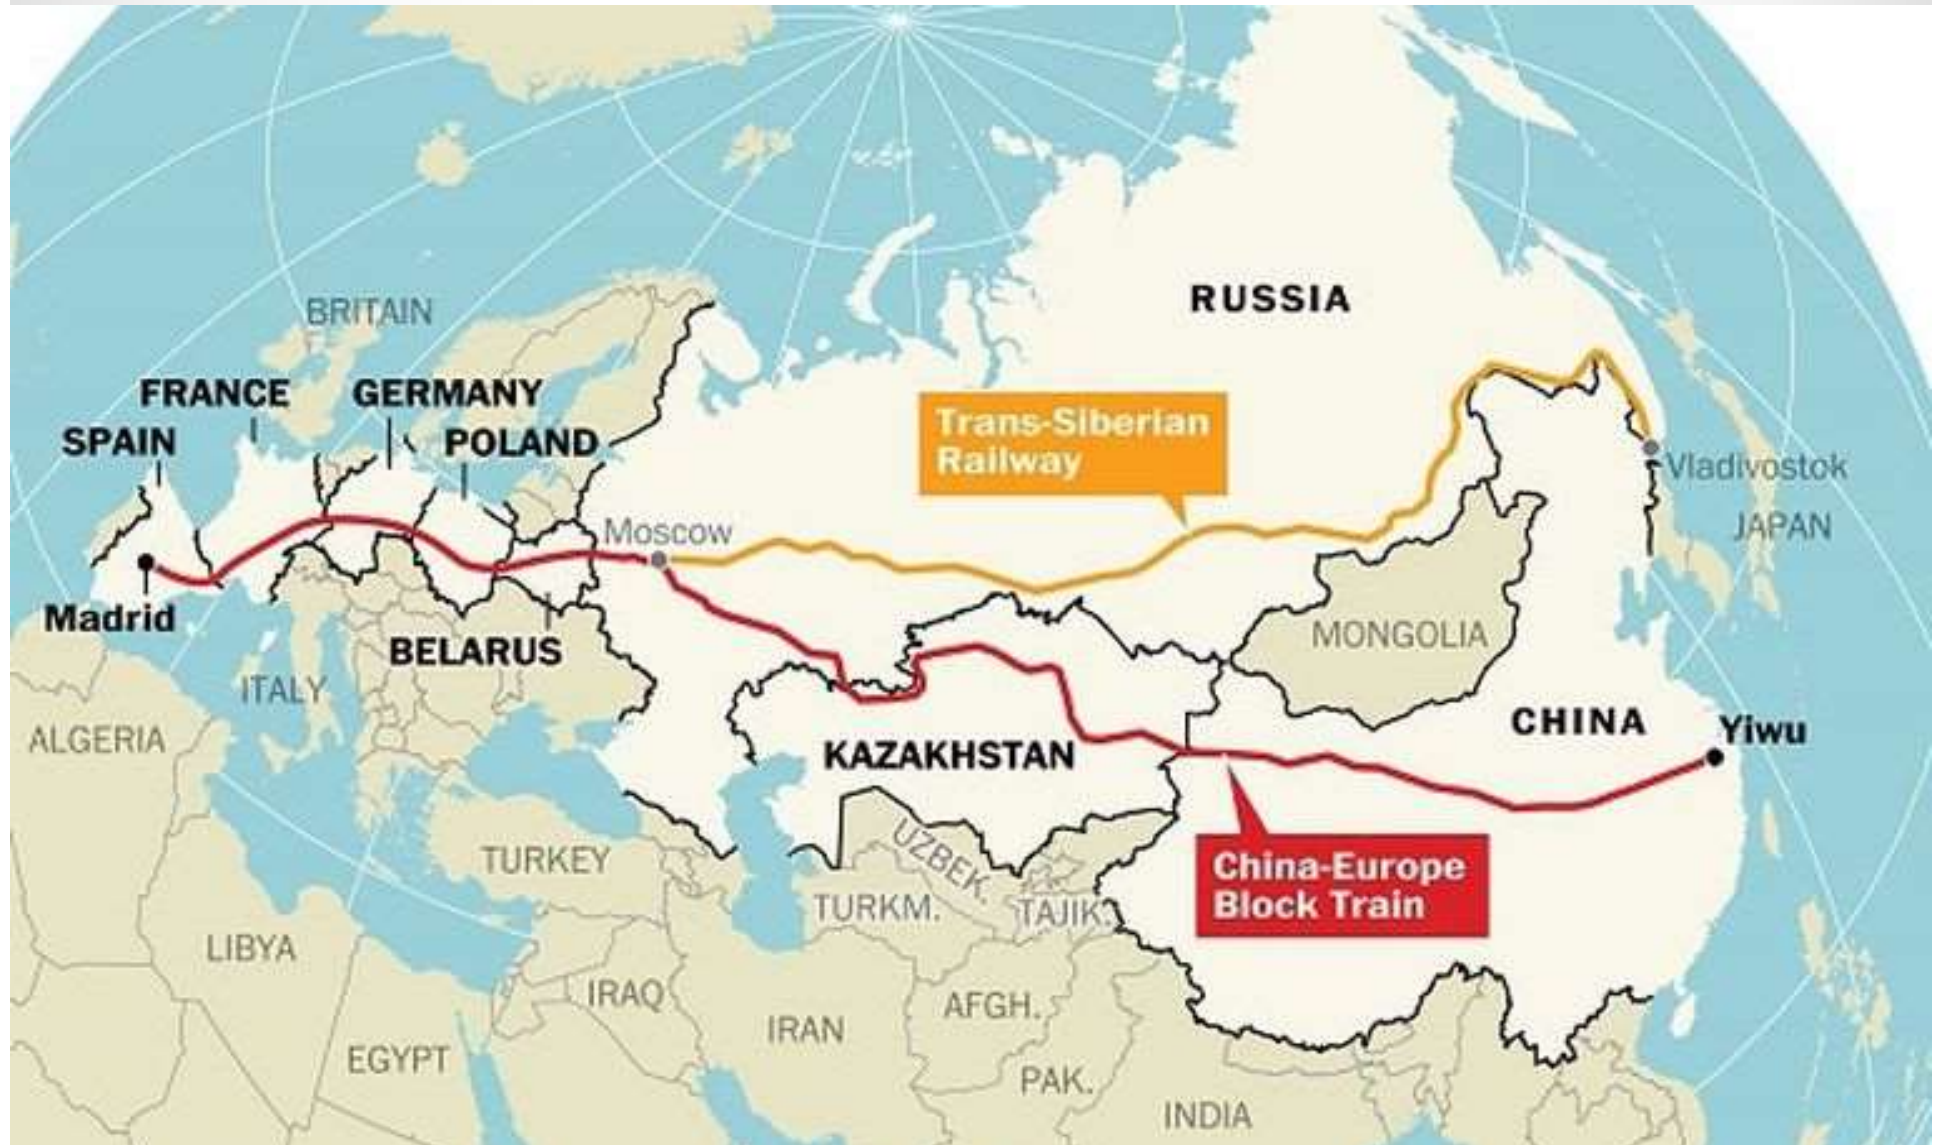 BRITAIN
RUSSIA
FRANCE
GERMANY
SPAIN
POLAND
Trans-Siberian
Railway
Vladivostok
Moscow
JAPAN
Madrid
MONGOLIA
BELARUS
ITALY
CHINA
Yiwu
ALGERIA
KAZAKHSTAN
TURKEY
UZBEK.
China-Europe
Block Train
TURKM.
TAJIK.
LIBYA
IRAQ
AFGH.
IRAN
EGYPT
PAK.
INDIA